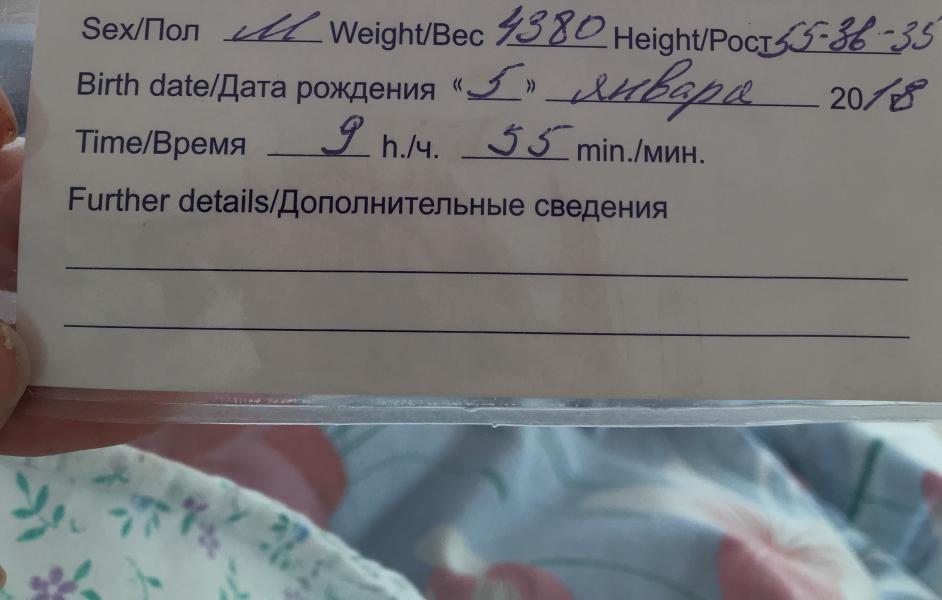 Sex/Пол М Weight/Вес 4380 Height/Рост 55-36-35
Birth date/Дата рождения «5» января 2018
Time/Время 9 h./ч. 55 min./мин.
Further details/Дополнительные сведения